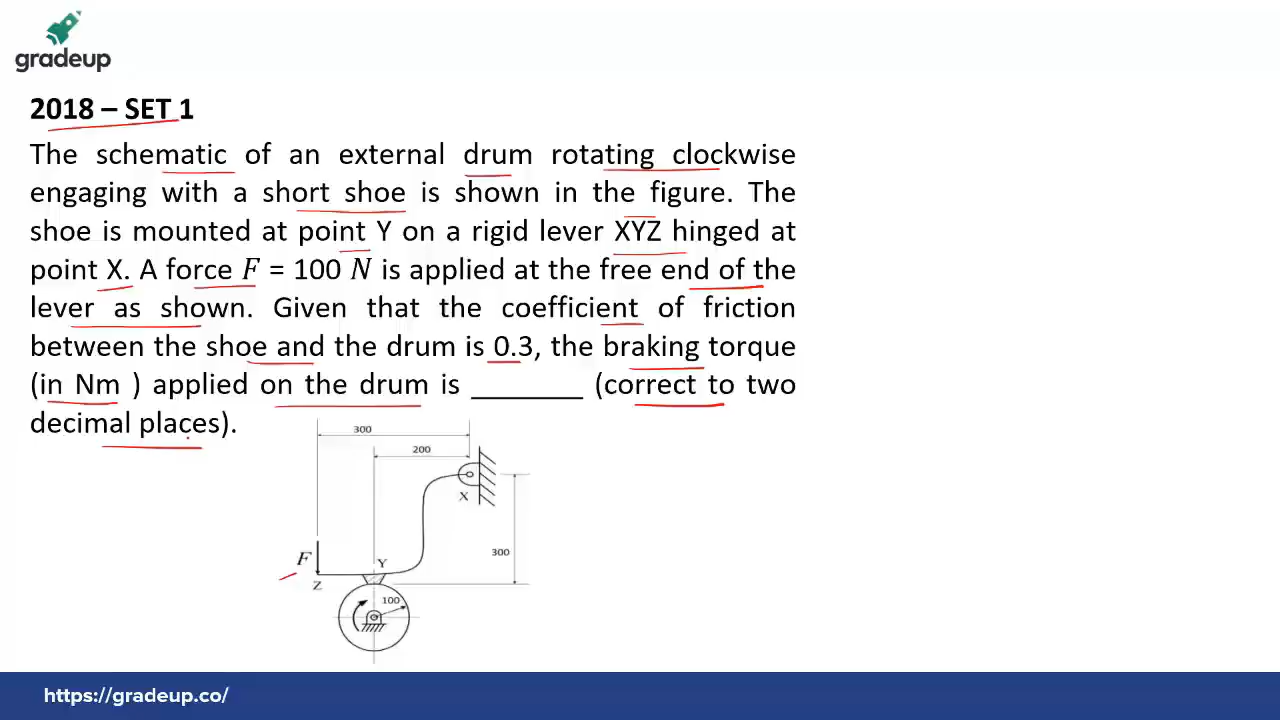 gradeup
2018 – SET 1
The schematic of an external drum rotating clockwise
engaging with a short shoe is shown in the figure. The
shoe is mounted at point Y on a rigid lever XYZ hinged at
point X. A force F = 100 N is applied at the free end of the
lever as shown. Given that the coefficient of friction
between the shoe and the drum is 0.3, the braking torque
(in Nm ) applied on the drum is _______ (correct to two
decimal places).
300
200
X
300
F
Y
Z
100
https://gradeup.co/